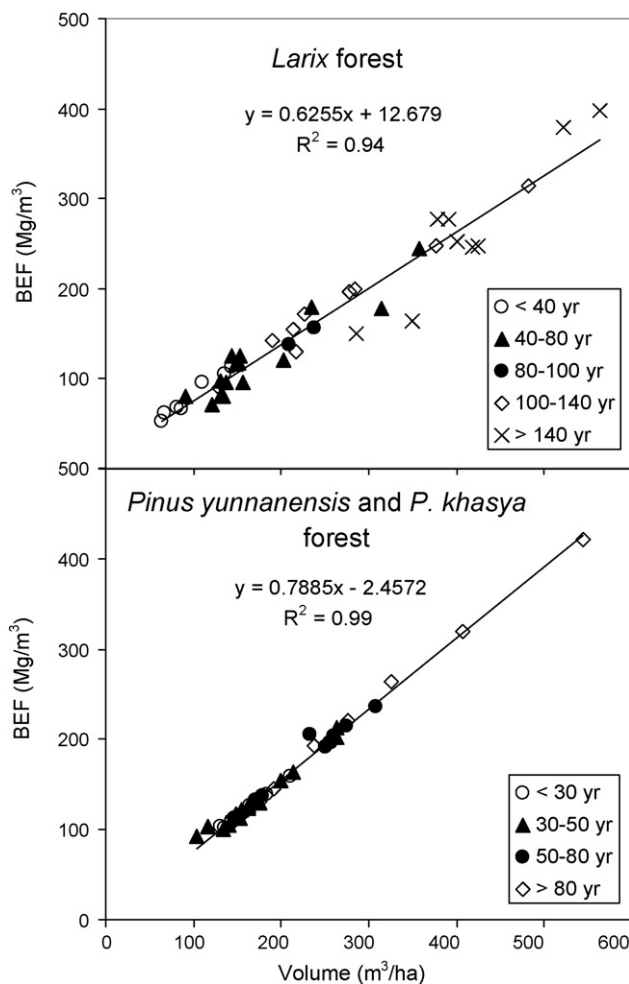 500
400
300
200
100
500
BEF (Mg/m³)
Larix forest
y = 0.6255x + 12.679
R² = 0.94
< 40 yr
40-80 yr
80-100 yr
100-140 yr
> 140 yr
400
300
200
100
0
BEF (Mg/m³)
Pinus yunnanensis and P. khasya
forest
y = 0.7885x - 2.4572
R² = 0.99
< 30 yr
30-50 yr
50-80 yr
> 80 yr
0 100 200 300 400 500 600
Volume (m³/ha)